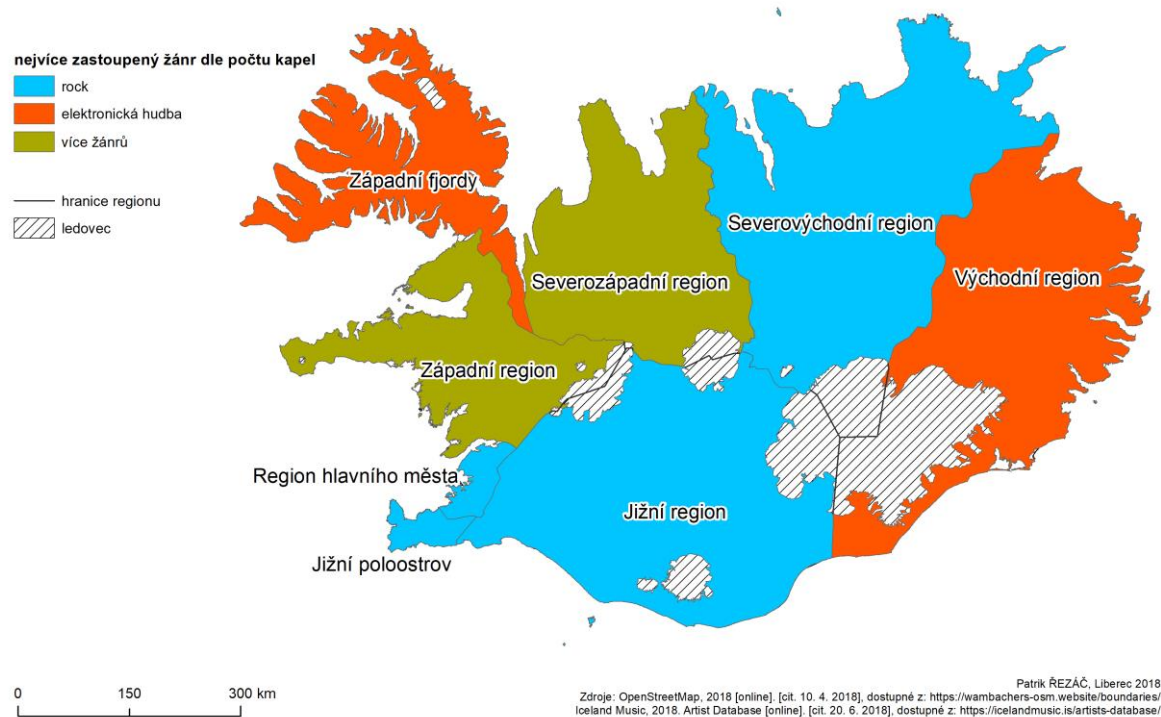 nejvíce zastoupený žánr dle počtu kapel
rock
elektronická hudba
více žánrů
hranice regionu
ledovec
Západní fjordy
Severovýchodní region
Severozápadní region
Východní region
Západní region
Region hlavního města
Jižní region
Jižní poloostrov
0 150 300 km
Patrik ŘEZÁČ, Liberec 2018
Zdroje: OpenStreetMap, 2018 [online]. [cit. 10. 4. 2018], dostupné z: https://wambachers-osm.website/boundaries/
Iceland Music, 2018. Artist Database [online]. [cit. 20. 6. 2018], dostupné z: https://icelandmusic.is/artists-database/